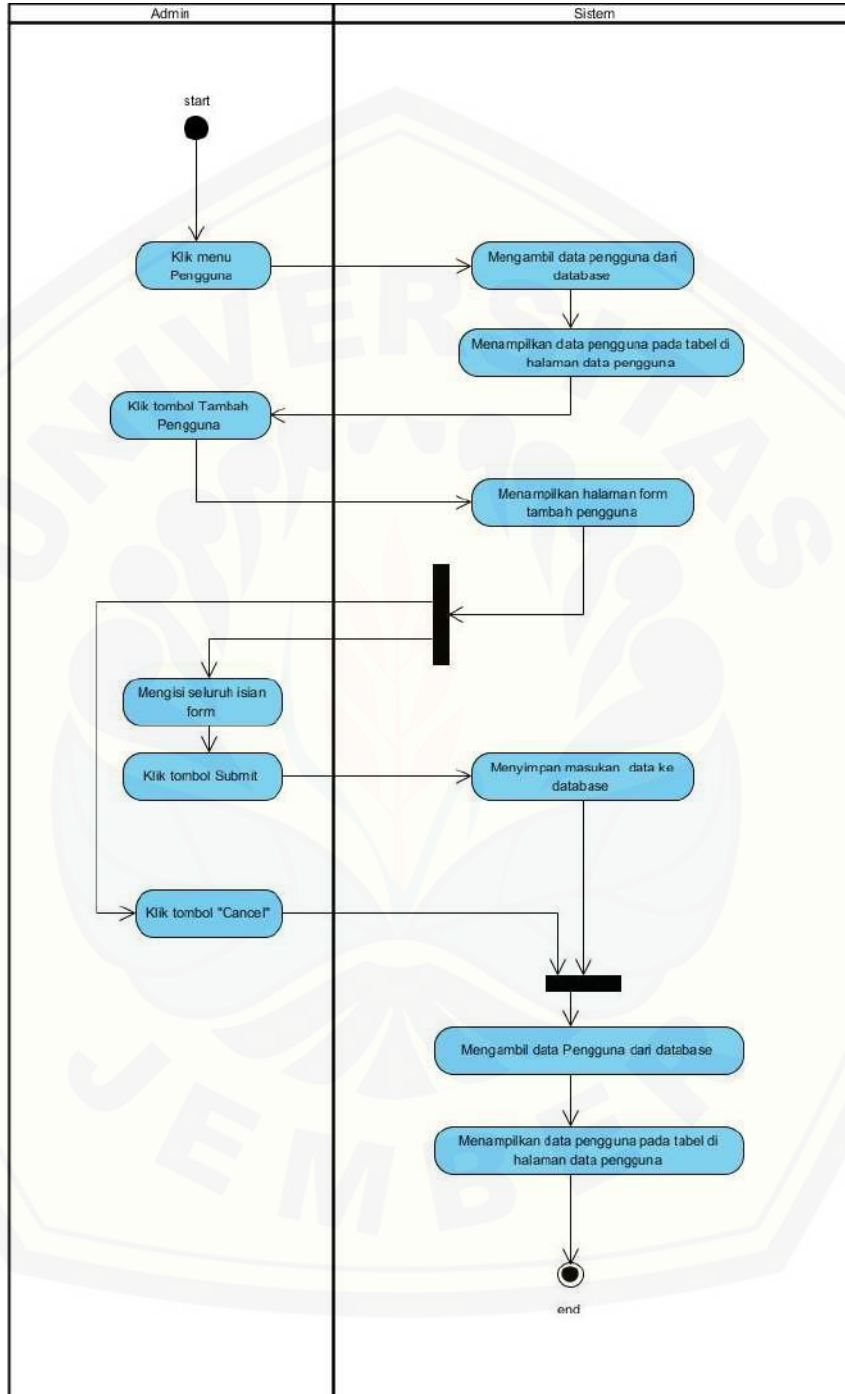 Admin
Sistem
start
Klik menu
Pengguna
Mengambil data pengguna dari
database
Menampilkan data pengguna pada tabel di
halaman data pengguna
Klik tombol Tambah
Pengguna
Menampilkan halaman form
tambah pengguna
Mengisi seluruh isian
form
Klik tombol Submit
Menyimpan masukan data ke
database
Klik tombol "Cancel"
Mengambil data Pengguna dari database
Menampilkan data pengguna pada tabel di
halaman data pengguna
end
UNIVERSITAS
JEMBER